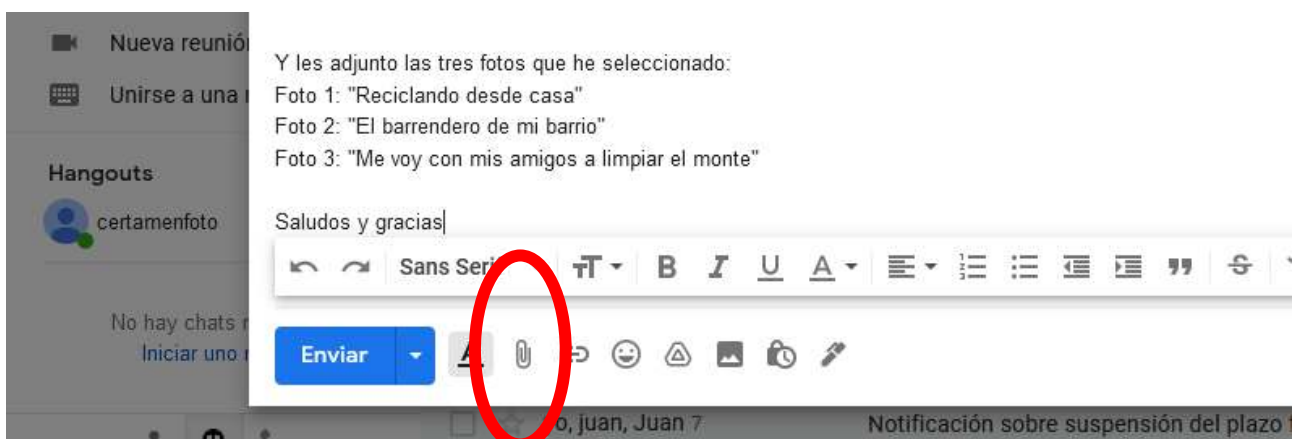 Nueva reunió
Unirse a una
Hangouts
certamenfoto
No hay chats
Iniciar uno
Y les adjunto las tres fotos que he seleccionado:
Foto 1: "Reciclando desde casa"
Foto 2: "El barrendero de mi barrio"
Foto 3: "Me voy con mis amigos a limpiar el monte"
Saludos y gracias
Sans Seri
Enviar
o, juan, Juan 7 Notificación sobre suspensión del plazo